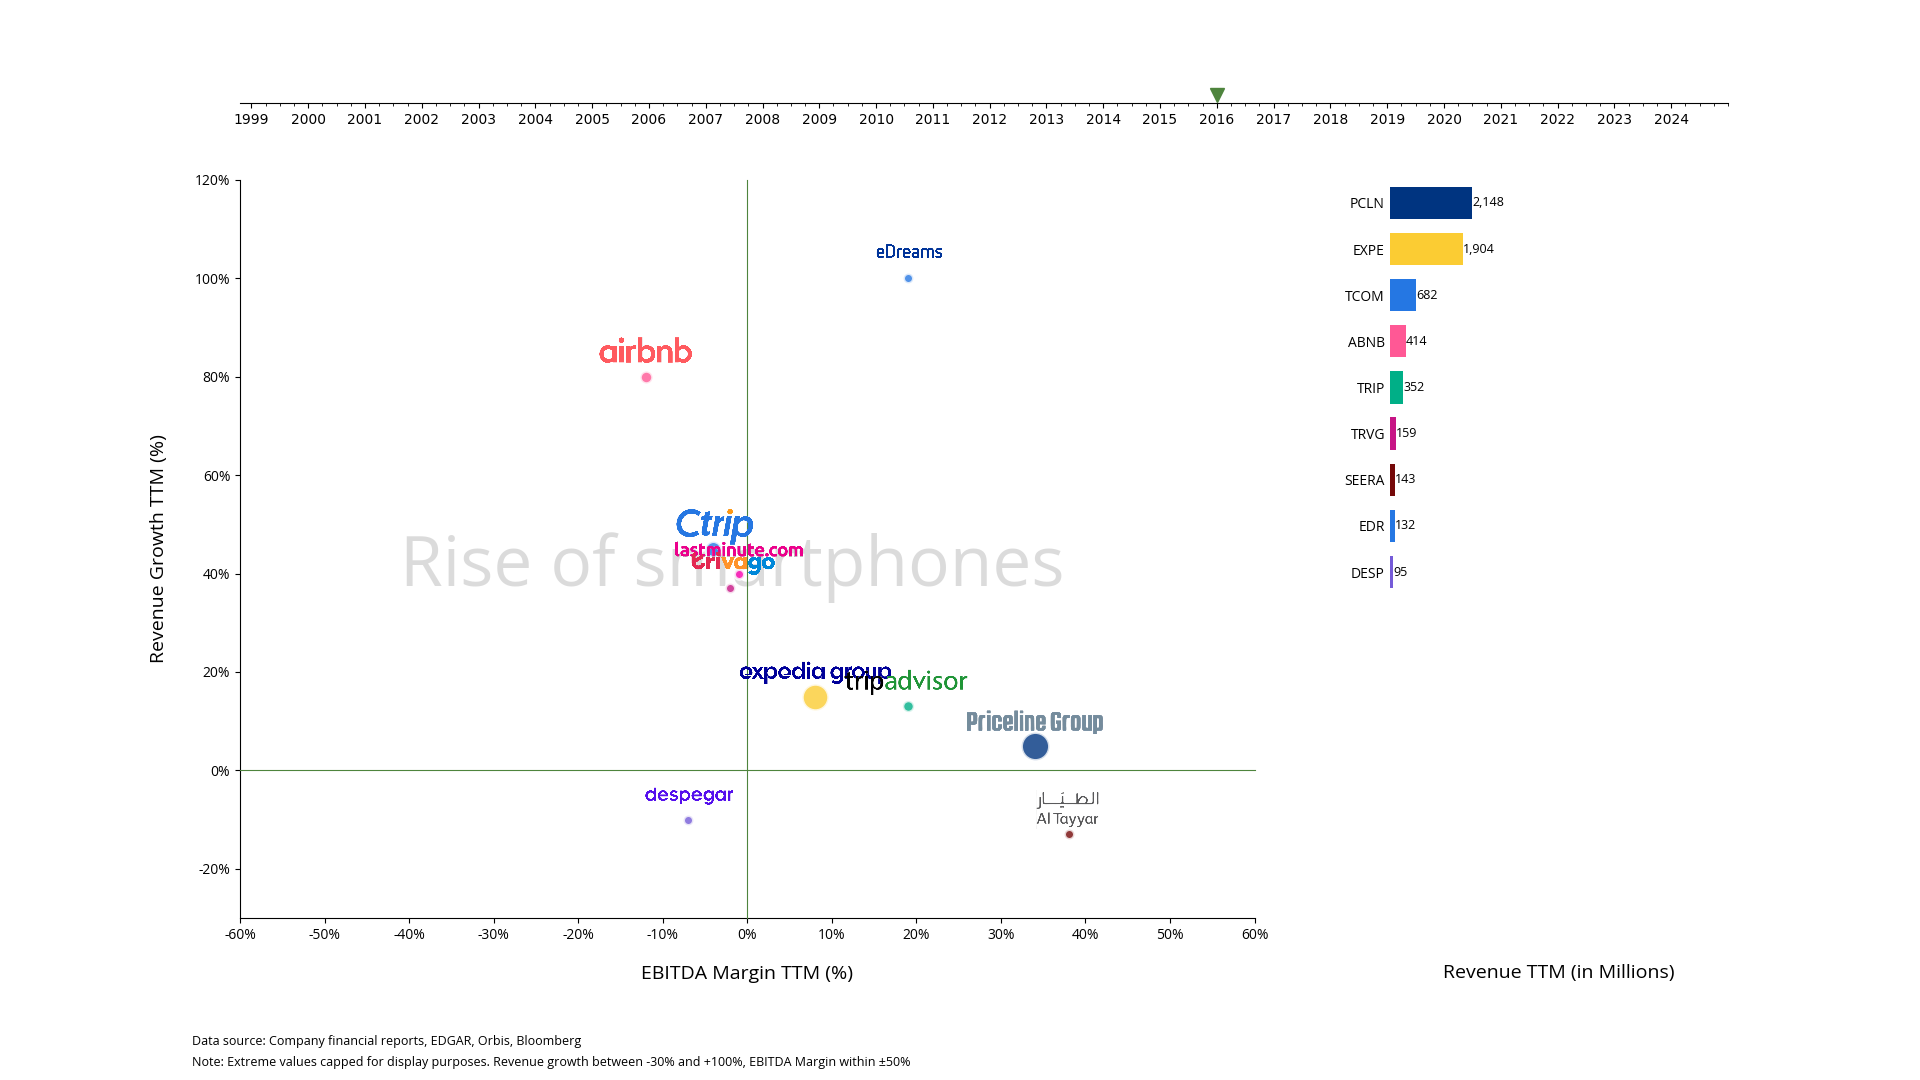 1999 2000 2001 2002 2003 2004 2005 2006 2007 2008 2009 2010 2011 2012 2013 2014 2015 2016 2017 2018 2019 2020 2021 2022 2023 2024
Revenue Growth TTM (%)
120%
100%
80%
60%
40%
20%
0%
-20%
eDreams
airbnb
Ctrip
lastminute.com
trivago
Rise of smartphones
expedia group
tripadvisor
Priceline Group
despegar
الطيّار
Al Tayyar
-60% -50% -40% -30% -20% -10% 0% 10% 20% 30% 40% 50% 60%
EBITDA Margin TTM (%)
PCLN 2,148
EXPE 1,904
TCOM 682
ABNB 414
TRIP 352
TRVG 159
SEERA 143
EDR 132
DESP 95
Revenue TTM (in Millions)
Data source: Company financial reports, EDGAR, Orbis, Bloomberg
Note: Extreme values capped for display purposes. Revenue growth between -30% and +100%, EBITDA Margin within ±50%